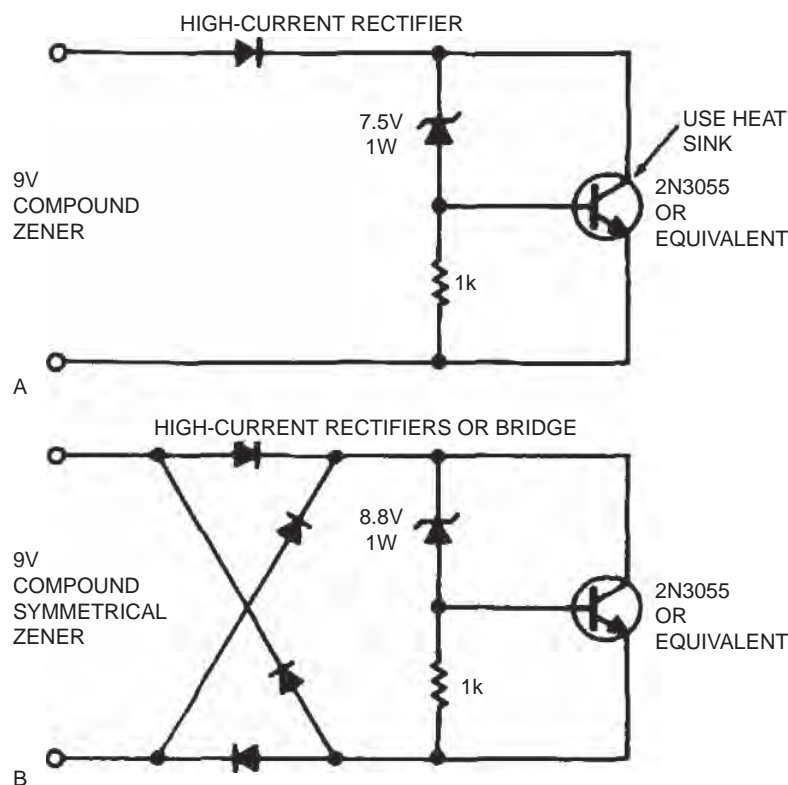 HIGH-CURRENT RECTIFIER
7.5V
1W
USE HEAT
SINK
9V
COMPOUND
ZENER
2N3055
OR
EQUIVALENT
1k
A
HIGH-CURRENT RECTIFIERS OR BRIDGE
8.8V
1W
9V
COMPOUND
SYMMETRICAL
ZENER
2N3055
OR
EQUIVALENT
1k
B